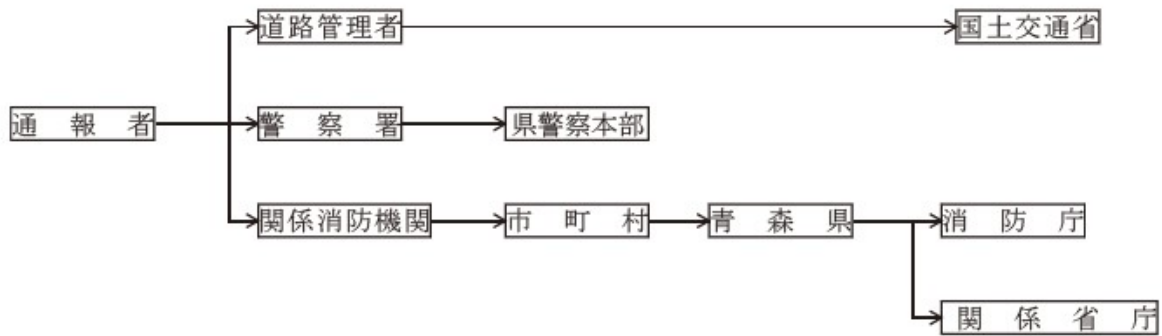 道路管理者
国土交通省
通報者
警察署
県警察本部
関係消防機関
市町村
青森県
消防庁
関係省庁